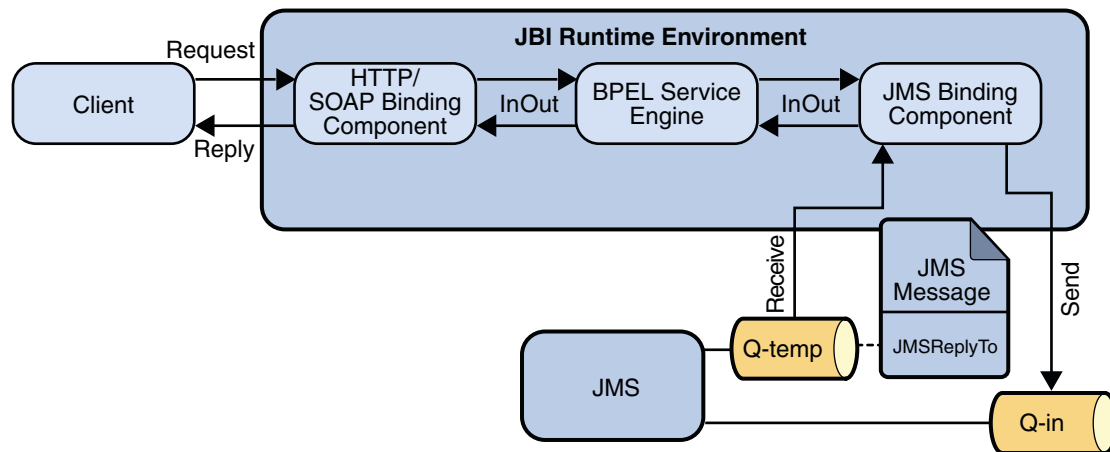 JBI Runtime Environment
Request
Client
Reply
HTTP/
SOAP Binding
Component
InOut
BPEL Service
Engine
InOut
JMS Binding
Component
Receive
JMS
Message
JMSReplyTo
Send
Q-temp
JMS
Q-in